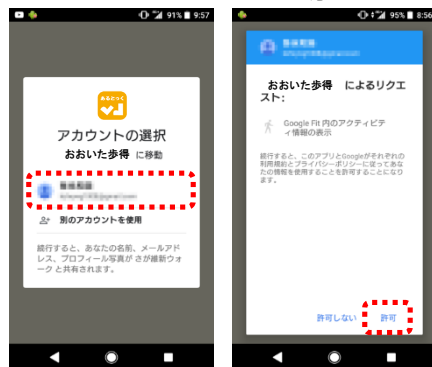 91% 9:57
あるとっく
アカウントの選択
おおいた歩得 に移動
別のアカウントを使用
続行すると、あなたの名前、メールアド
レス、プロフィール写真が さが維新ウォ
ーク と共有されます。
95% 8:56
おおいた歩得 によるリクエ
スト:
Google Fit 内の
アクティビテ
ィ情報の表示
続行すると、このアプリとGoogleがそれぞれの
利用規約とプライバシーポリシーに従ってあな
たの情報を使用することを許可することになり
ます。
許可しない 許可